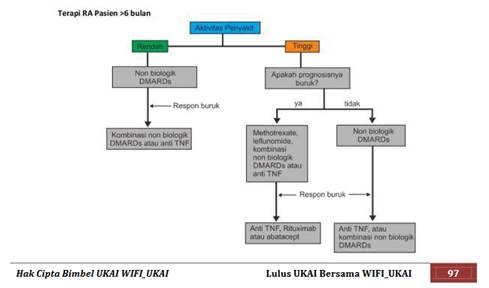 Terapi RA Pasien >6 bulan
Aktivitas Penyakit
Rendah
Tinggi
Non biologik
DMARDs
Respon buruk
Kombinasi non biologik
DMARDs atau anti TNF
Apakah prognosisnya
buruk?
ya
tidak
Methotrexate,
leflunomide,
kombinasi
non biologik
DMARDs atau
anti TNF
Non biologik
DMARDs
Respon buruk
Anti TNF, Rituximab
atau abatacept
Anti TNF, atau
kombinasi non biologik
DMARDs
Hak Cipta Bimbel UKAI WIFI_UKAI
Lulus UKAI Bersama WIFI_UKAI
97